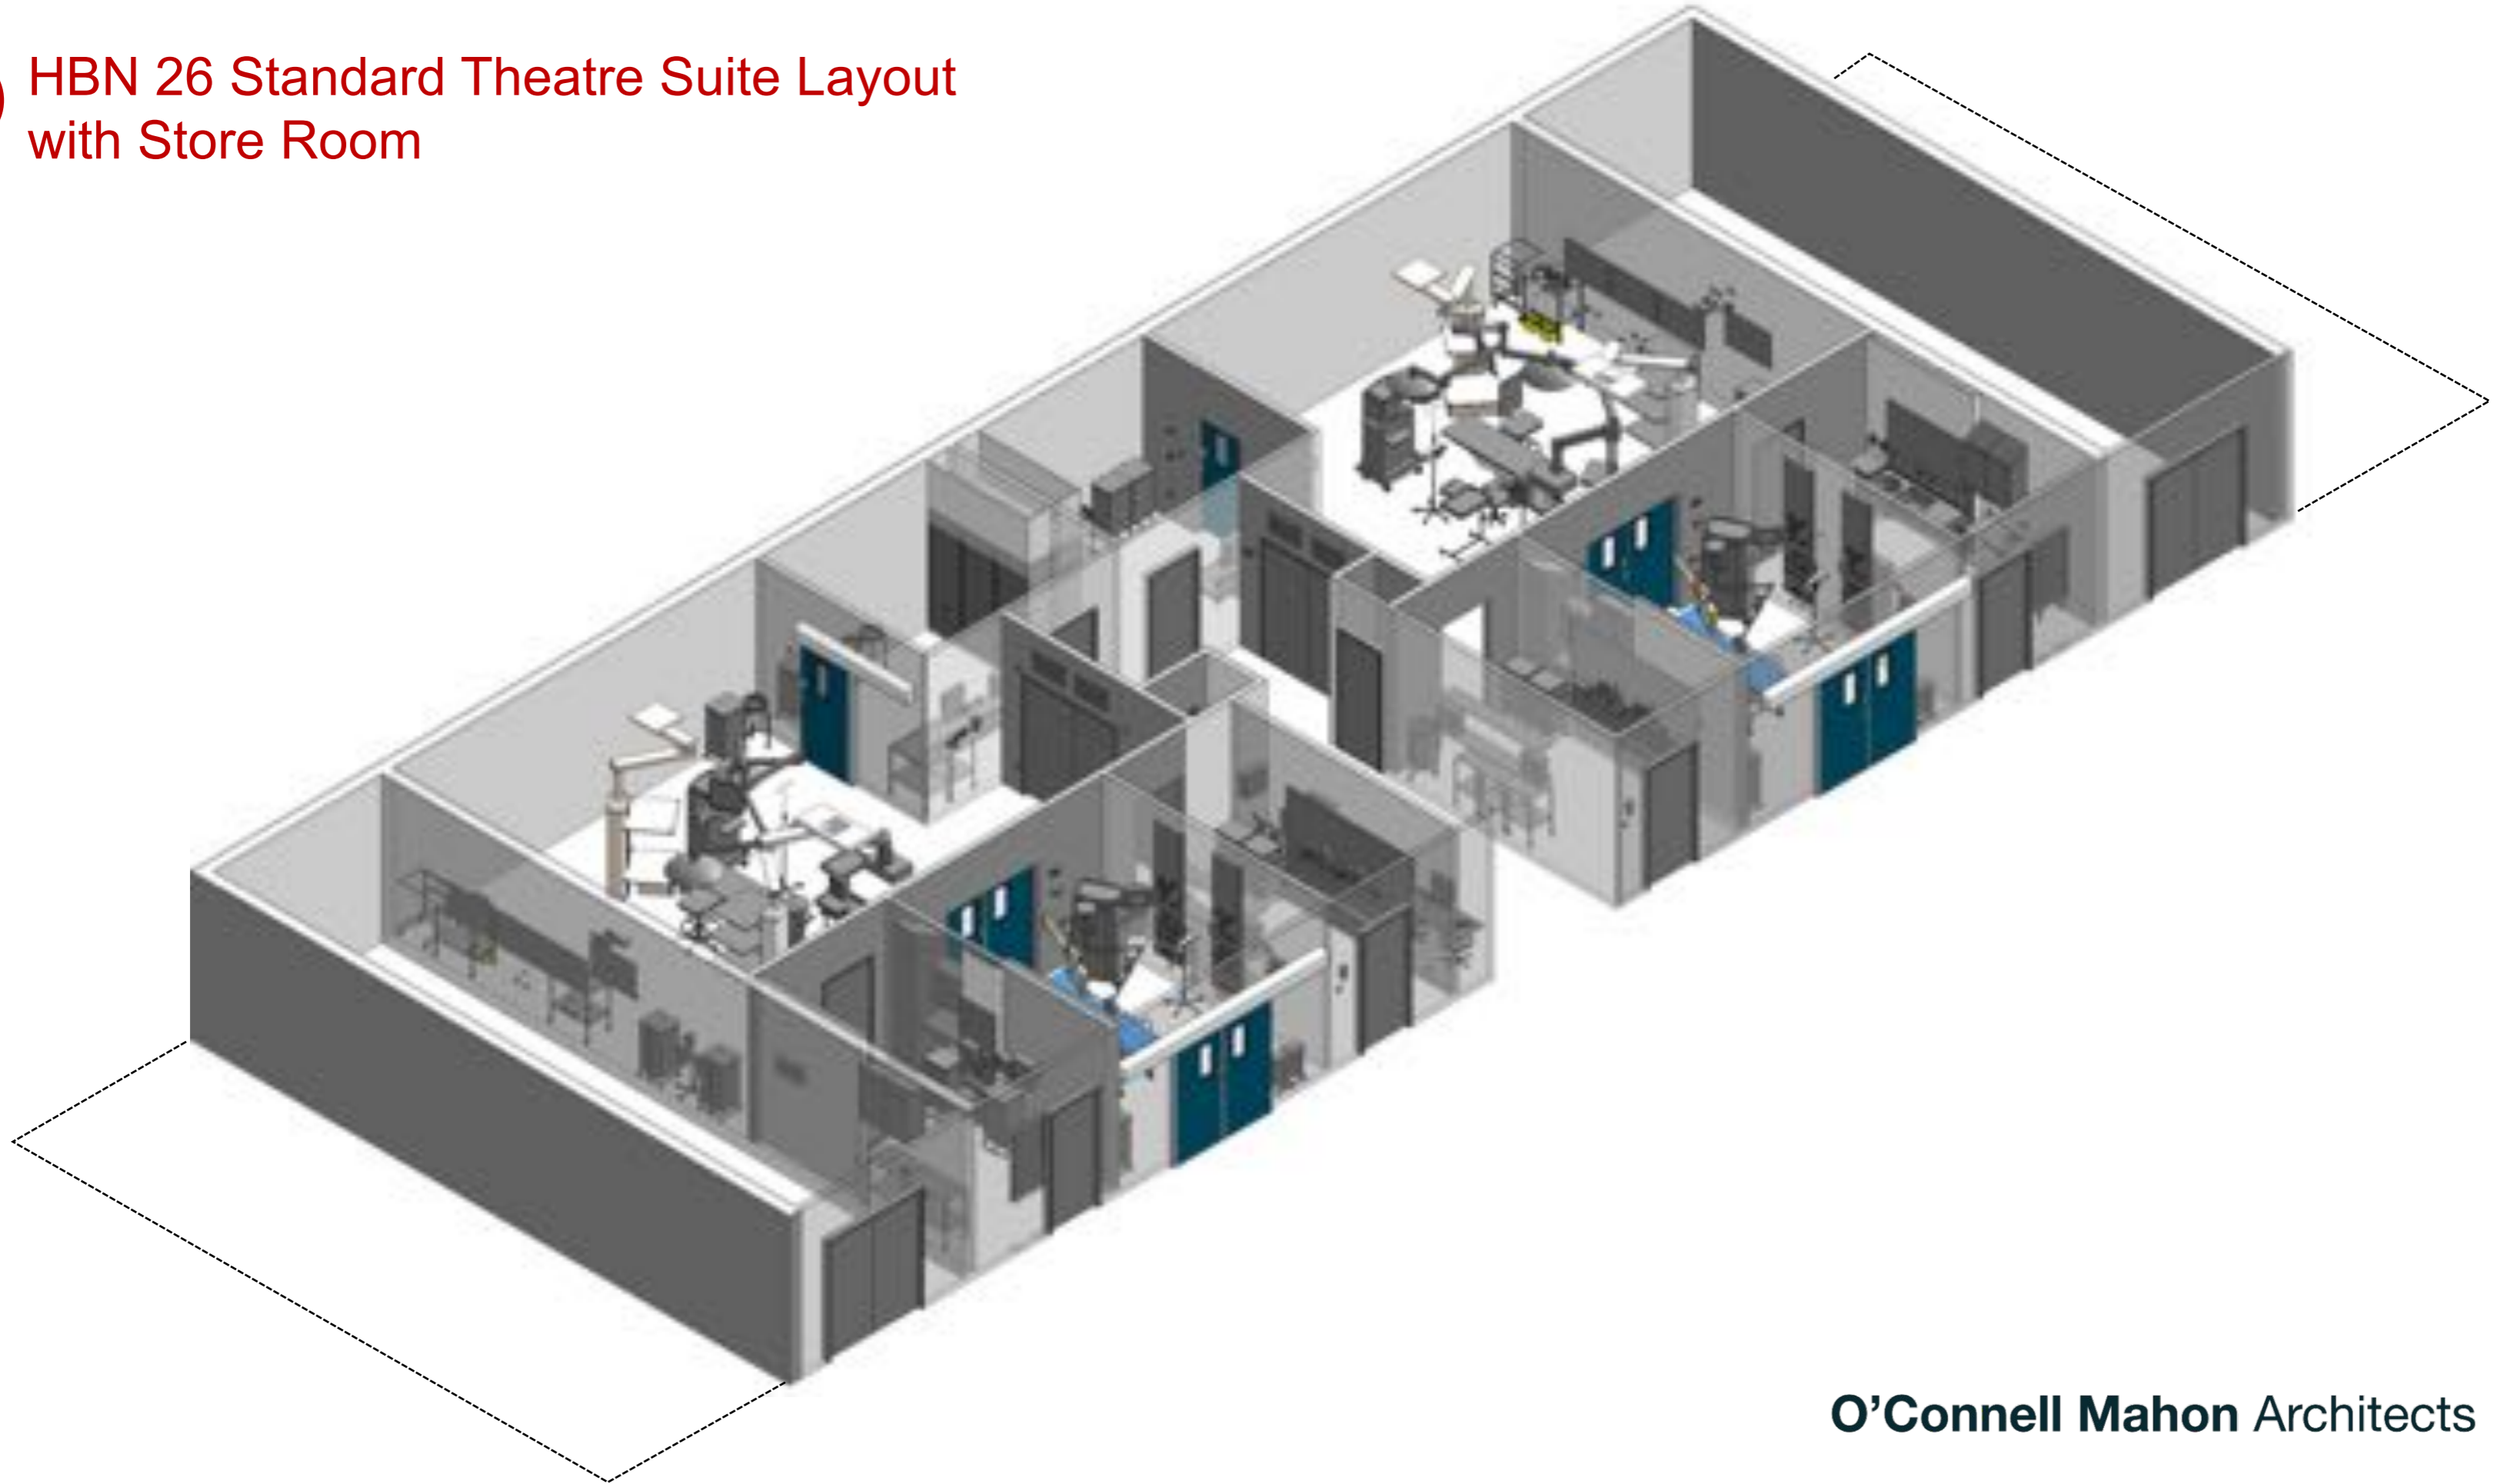 HBN 26 Standard Theatre Suite Layout
with Store Room
O’Connell Mahon Architects